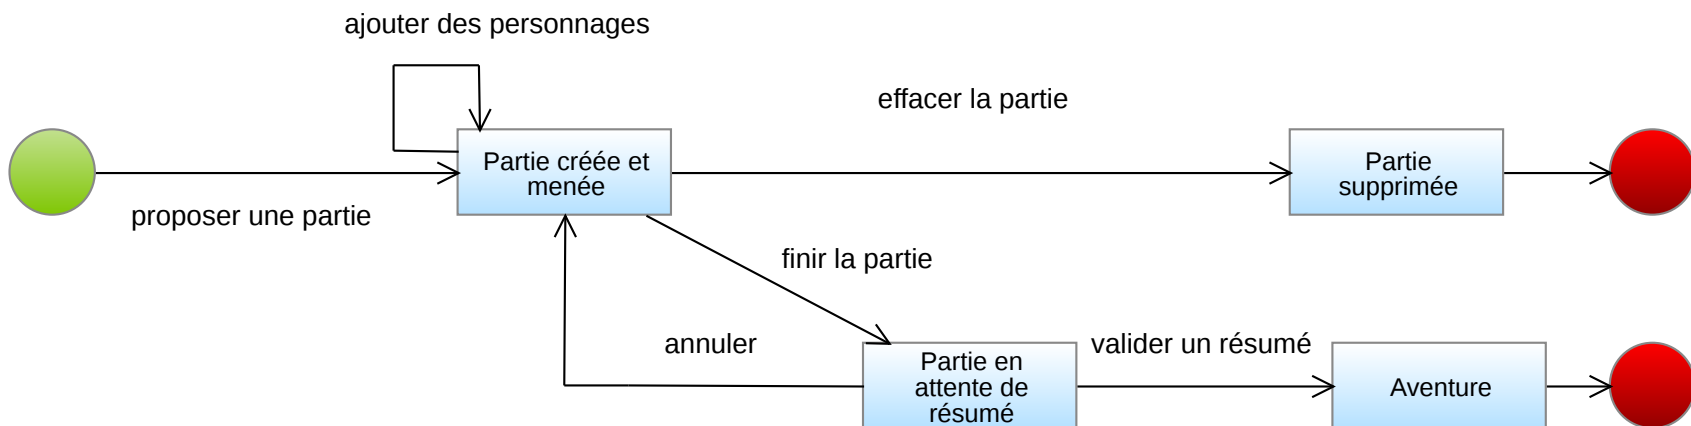 ajouter des personnages
effacer la partie
Partie créée et
menée
Partie
supprimée
proposer une partie
finir la partie
annuler
valider un résumé
Partie en
attente de
résumé
Aventure